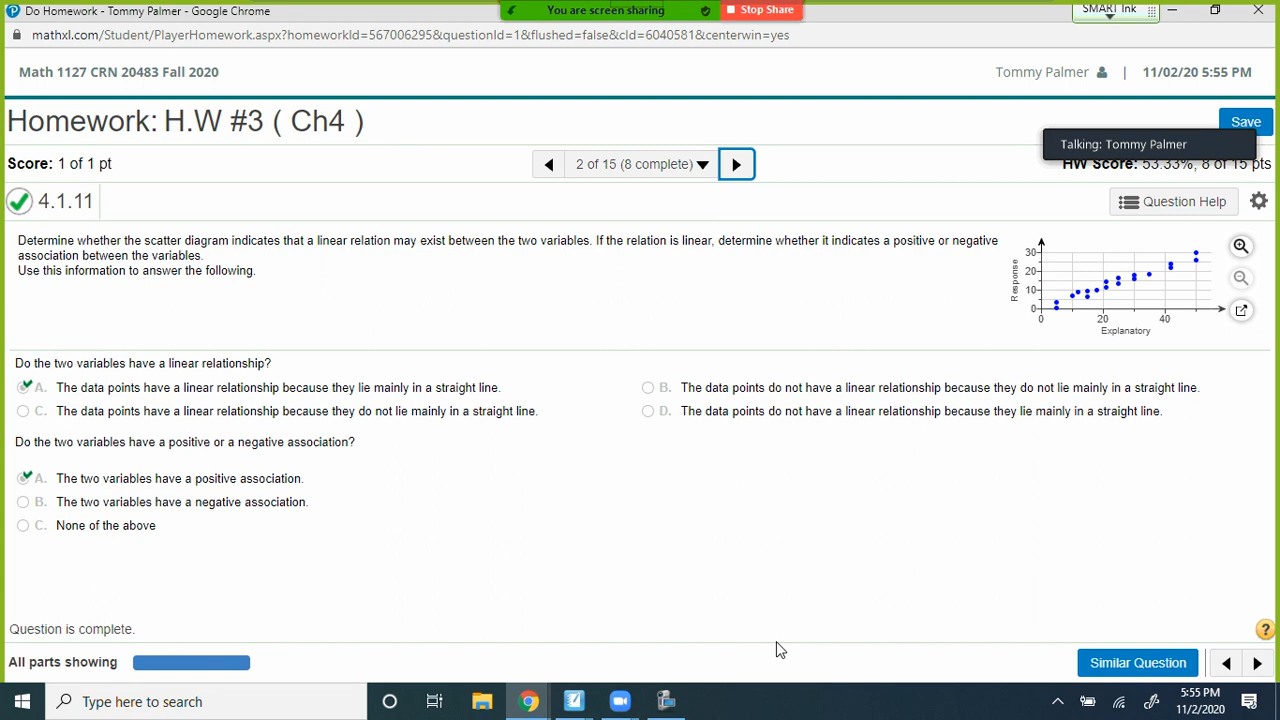 Do Homework - Tommy Palmer - Google Chrome
You are screen sharing
Stop Share
SMART Ink
mathxl.com/Student/PlayerHomework.aspx?homeworkId=567006295&questionId=1&flushed=false&cId=6040581&centerwin=yes
Math 1127 CRN 20483 Fall 2020
Tommy Palmer | 11/02/20 5:55 PM
Homework: H.W #3 ( Ch4 )
Save
Talking: Tommy Palmer
Score: 1 of 1 pt
2 of 15 (8 complete)
HW Score: 53.33%, 8 of 15 pts
4.1.11
Question Help
Determine whether the scatter diagram indicates that a linear relation may exist between the two variables. If the relation is linear, determine whether it indicates a positive or negative
association between the variables.
Use this information to answer the following.
30
20
10
0
0 20 40
Response
Explanatory
Do the two variables have a linear relationship?
A. The data points have a linear relationship because they lie mainly in a straight line.
B. The data points do not have a linear relationship because they do not lie mainly in a straight line.
C. The data points have a linear relationship because they do not lie mainly in a straight line.
D. The data points do not have a linear relationship because they lie mainly in a straight line.
Do the two variables have a positive or a negative association?
A. The two variables have a positive association.
B. The two variables have a negative association.
C. None of the above
Question is complete.
?
All parts showing
Similar Question
Type here to search
5:55 PM
11/2/2020